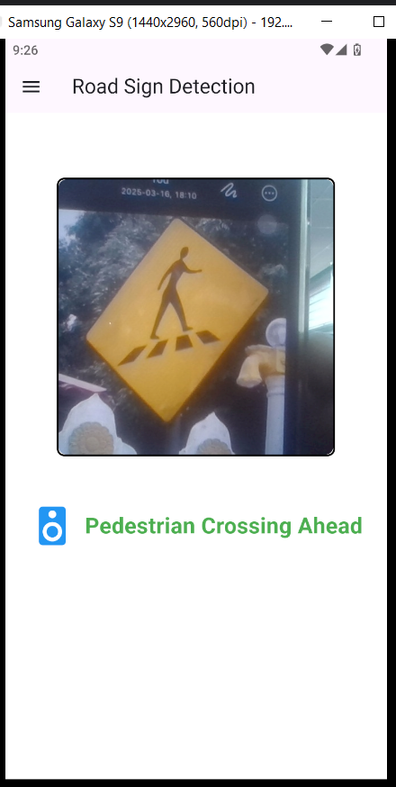 Samsung Galaxy S9 (1440x2960, 560dpi) - 192....
9:26
Road Sign Detection
2025-03-16, 18:10
Pedestrian Crossing Ahead